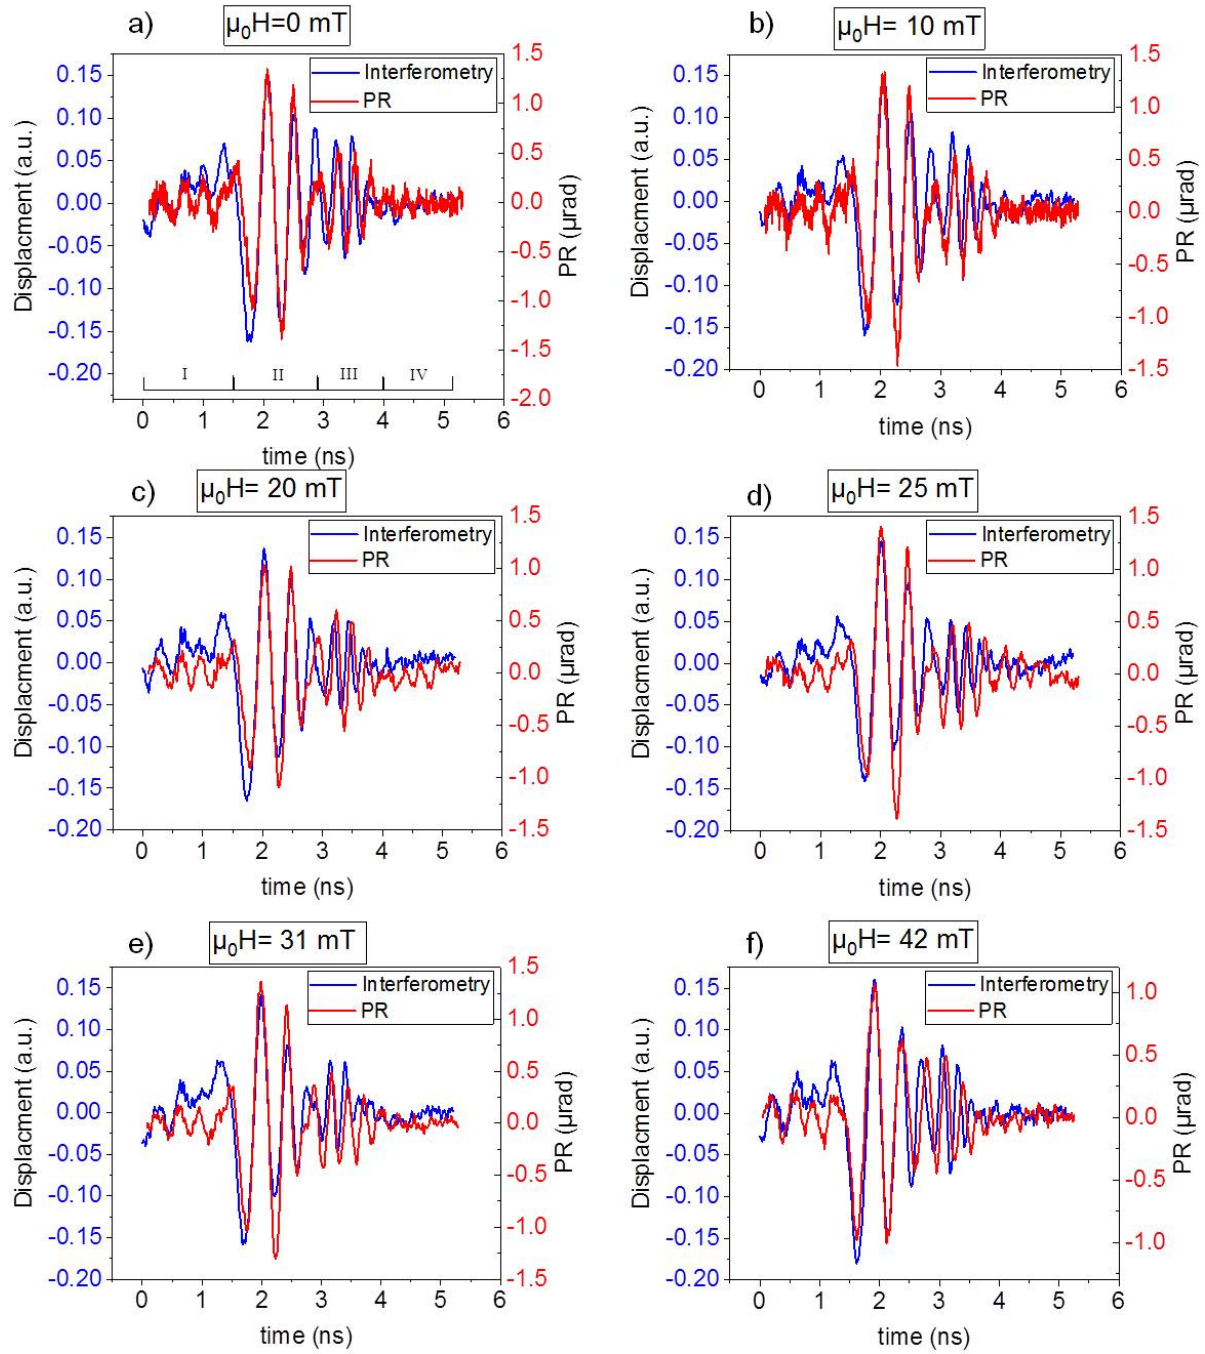 a)
μ₀H=0 mT
Interferometry
PR
0.15
0.10
0.05
0.00
-0.05
-0.10
-0.15
-0.20
Displacment (a.u.)
1.5
1.0
0.5
0.0
-0.5
-1.0
-1.5
-2.0
PR (μrad)
I II III IV
0 1 2 3 4 5 6
time (ns)
b)
μ₀H= 10 mT
Interferometry
PR
0.15
0.10
0.05
0.00
-0.05
-0.10
-0.15
-0.20
Displacment (a.u.)
1.5
1.0
0.5
0.0
-0.5
-1.0
-1.5
PR (μrad)
0 1 2 3 4 5 6
time (ns)
c)
μ₀H= 20 mT
Interferometry
PR
0.15
0.10
0.05
0.00
-0.05
-0.10
-0.15
-0.20
Displacment (a.u.)
1.5
1.0
0.5
0.0
-0.5
-1.0
-1.5
PR (μrad)
0 1 2 3 4 5 6
time (ns)
d)
μ₀H= 25 mT
Interferometry
PR
0.15
0.10
0.05
0.00
-0.05
-0.10
-0.15
-0.20
Displacment (a.u.)
1.5
1.0
0.5
0.0
-0.5
-1.0
-1.5
PR (μrad)
0 1 2 3 4 5 6
time (ns)
e)
μ₀H= 31 mT
Interferometry
PR
0.15
0.10
0.05
0.00
-0.05
-0.10
-0.15
-0.20
Displacment (a.u.)
1.5
1.0
0.5
0.0
-0.5
-1.0
-1.5
PR (μrad)
0 1 2 3 4 5 6
time (ns)
f)
μ₀H= 42 mT
Interferometry
PR
0.15
0.10
0.05
0.00
-0.05
-0.10
-0.15
-0.20
Displacment (a.u.)
1.0
0.5
0.0
-0.5
-1.0
PR (μrad)
0 1 2 3 4 5 6
time (ns)